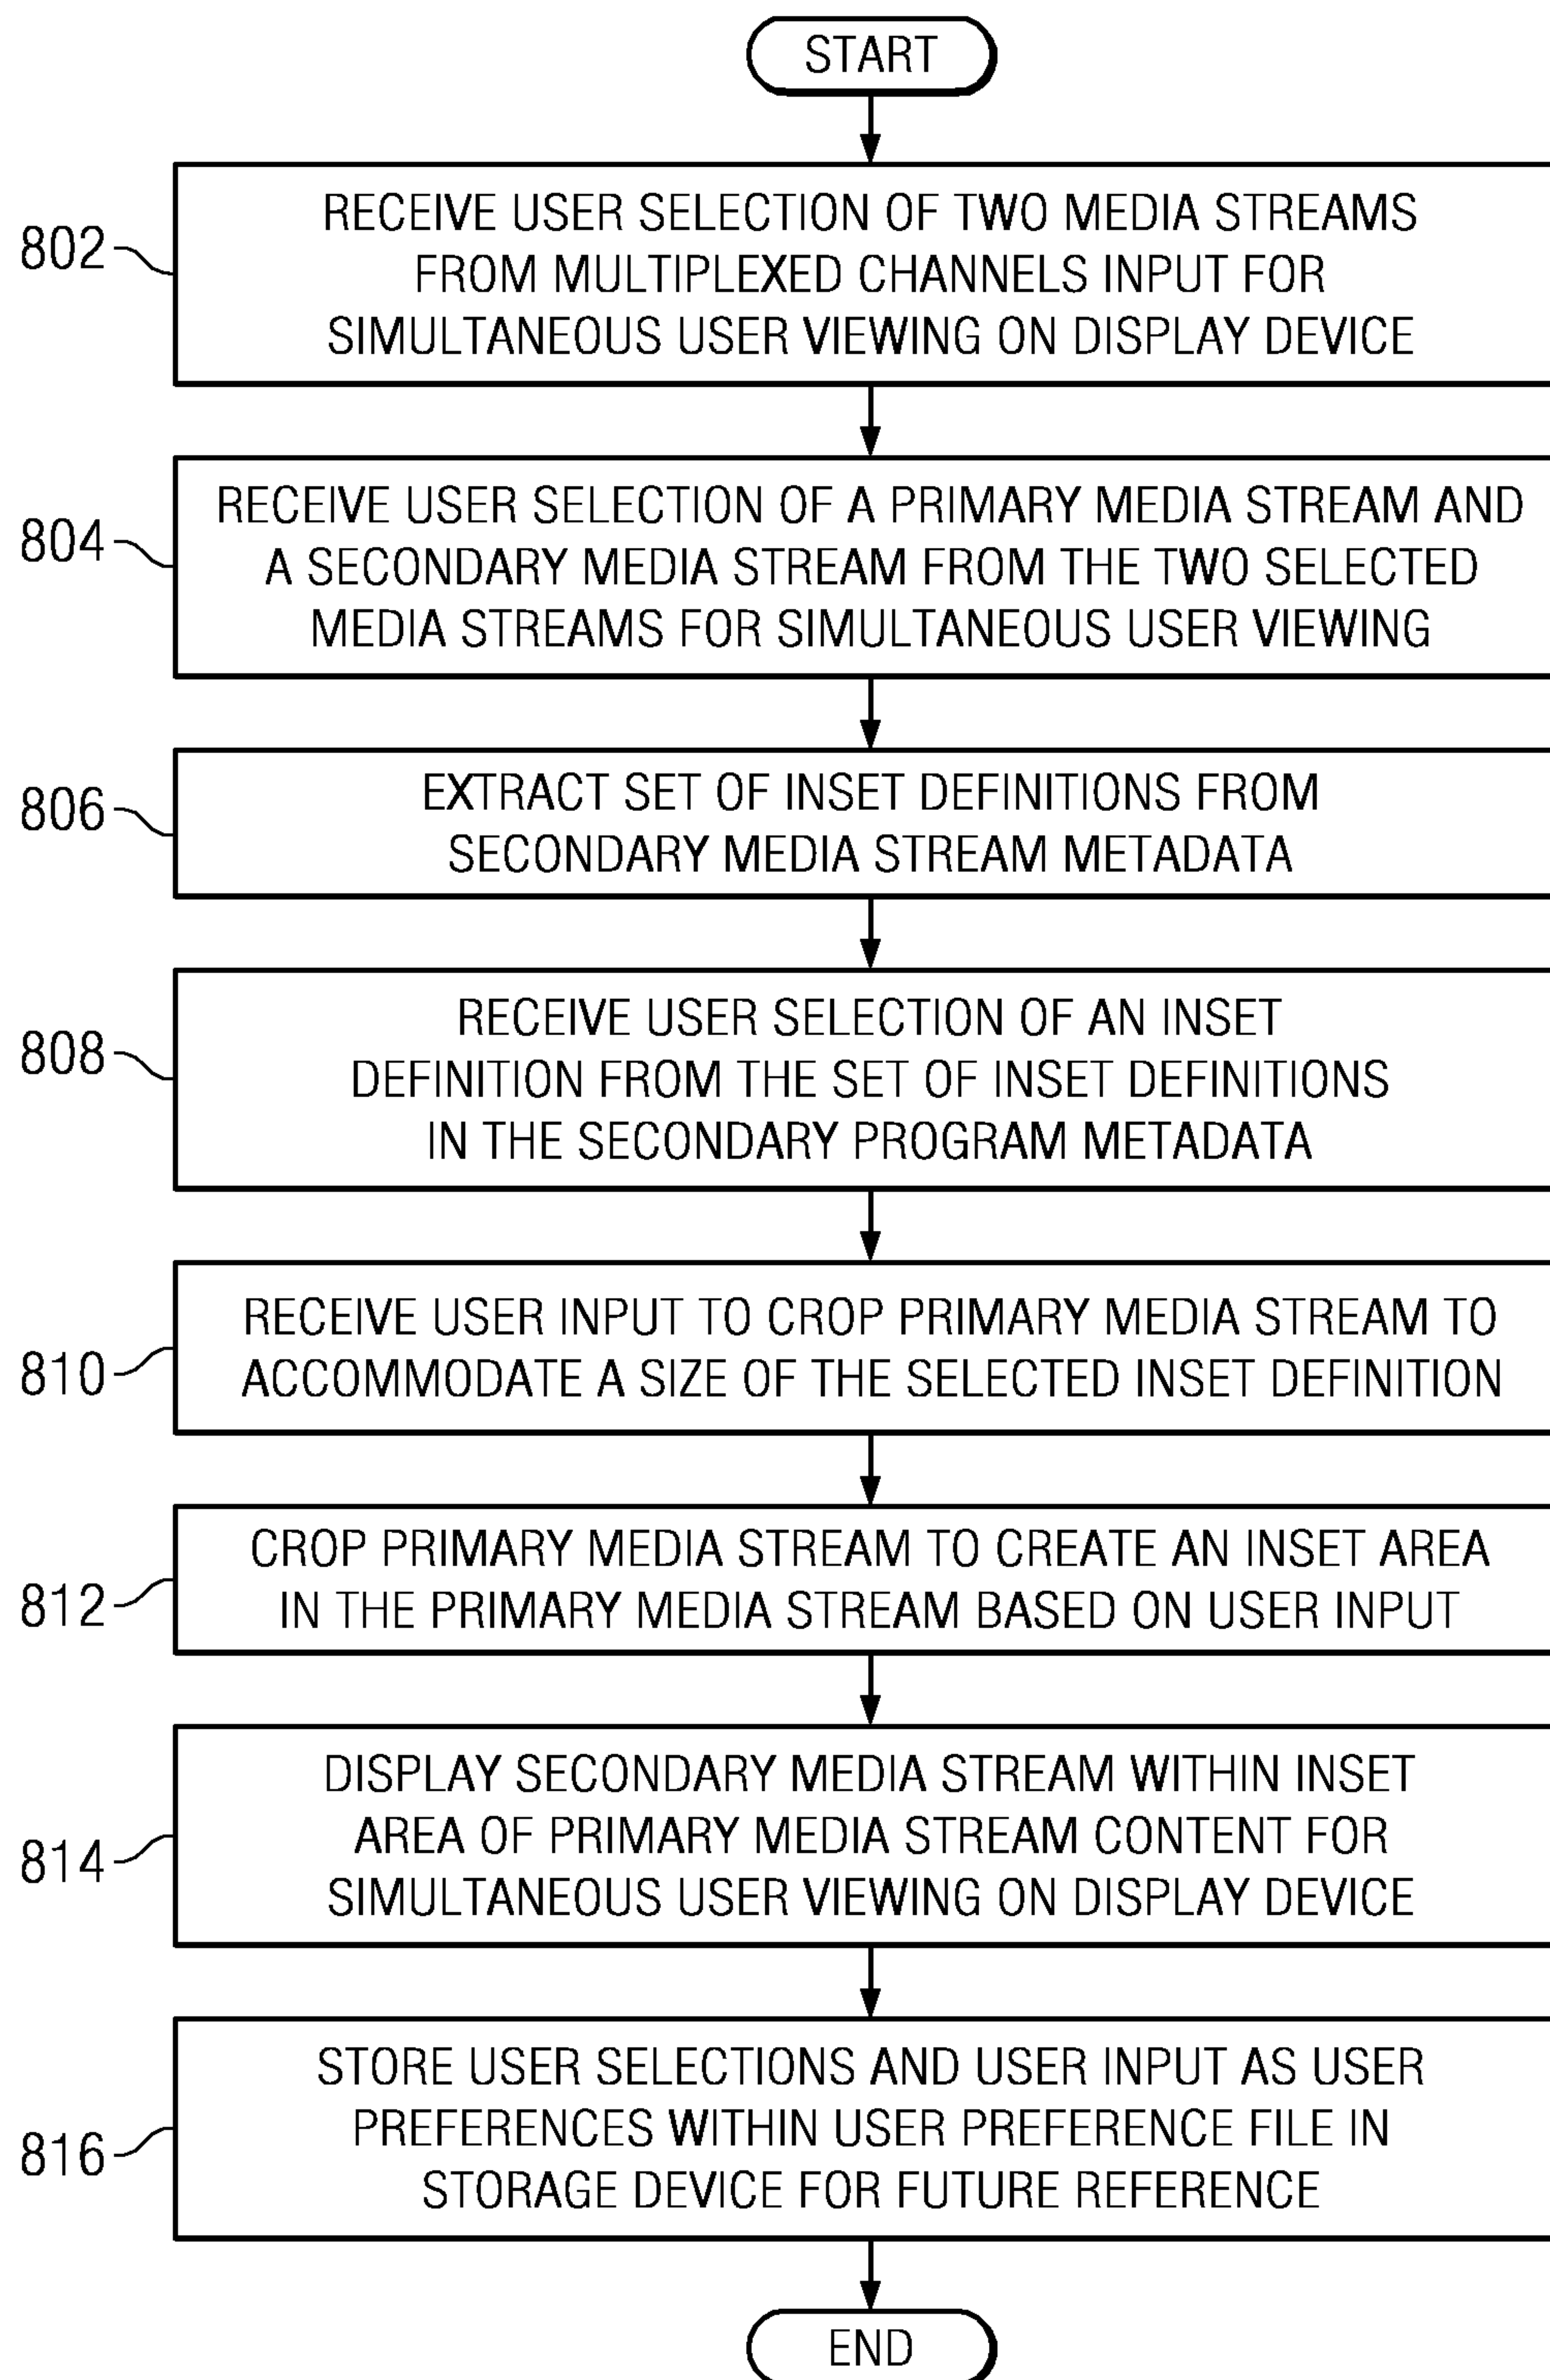 START
802
RECEIVE USER SELECTION OF TWO MEDIA STREAMS
FROM MULTIPLEXED CHANNELS INPUT FOR
SIMULTANEOUS USER VIEWING ON DISPLAY DEVICE
804
RECEIVE USER SELECTION OF A PRIMARY MEDIA STREAM AND
A SECONDARY MEDIA STREAM FROM THE TWO SELECTED
MEDIA STREAMS FOR SIMULTANEOUS USER VIEWING
806
EXTRACT SET OF INSET DEFINITIONS FROM
SECONDARY MEDIA STREAM METADATA
808
RECEIVE USER SELECTION OF AN INSET
DEFINITION FROM THE SET OF INSET DEFINITIONS
IN THE SECONDARY PROGRAM METADATA
810
RECEIVE USER INPUT TO CROP PRIMARY MEDIA STREAM TO
ACCOMMODATE A SIZE OF THE SELECTED INSET DEFINITION
812
CROP PRIMARY MEDIA STREAM TO CREATE AN INSET AREA
IN THE PRIMARY MEDIA STREAM BASED ON USER INPUT
814
DISPLAY SECONDARY MEDIA STREAM WITHIN INSET
AREA OF PRIMARY MEDIA STREAM CONTENT FOR
SIMULTANEOUS USER VIEWING ON DISPLAY DEVICE
816
STORE USER SELECTIONS AND USER INPUT AS USER
PREFERENCES WITHIN USER PREFERENCE FILE IN
STORAGE DEVICE FOR FUTURE REFERENCE
END